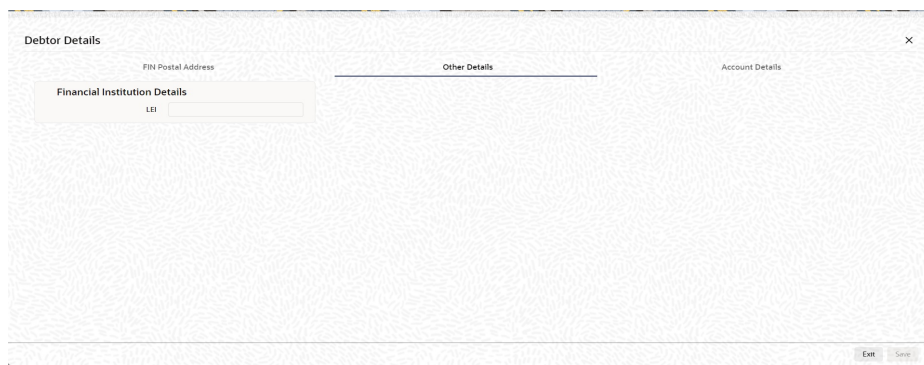 Debtor Details
FIN Postal Address Other Details Account Details
Financial Institution Details
LEI
Exit Save